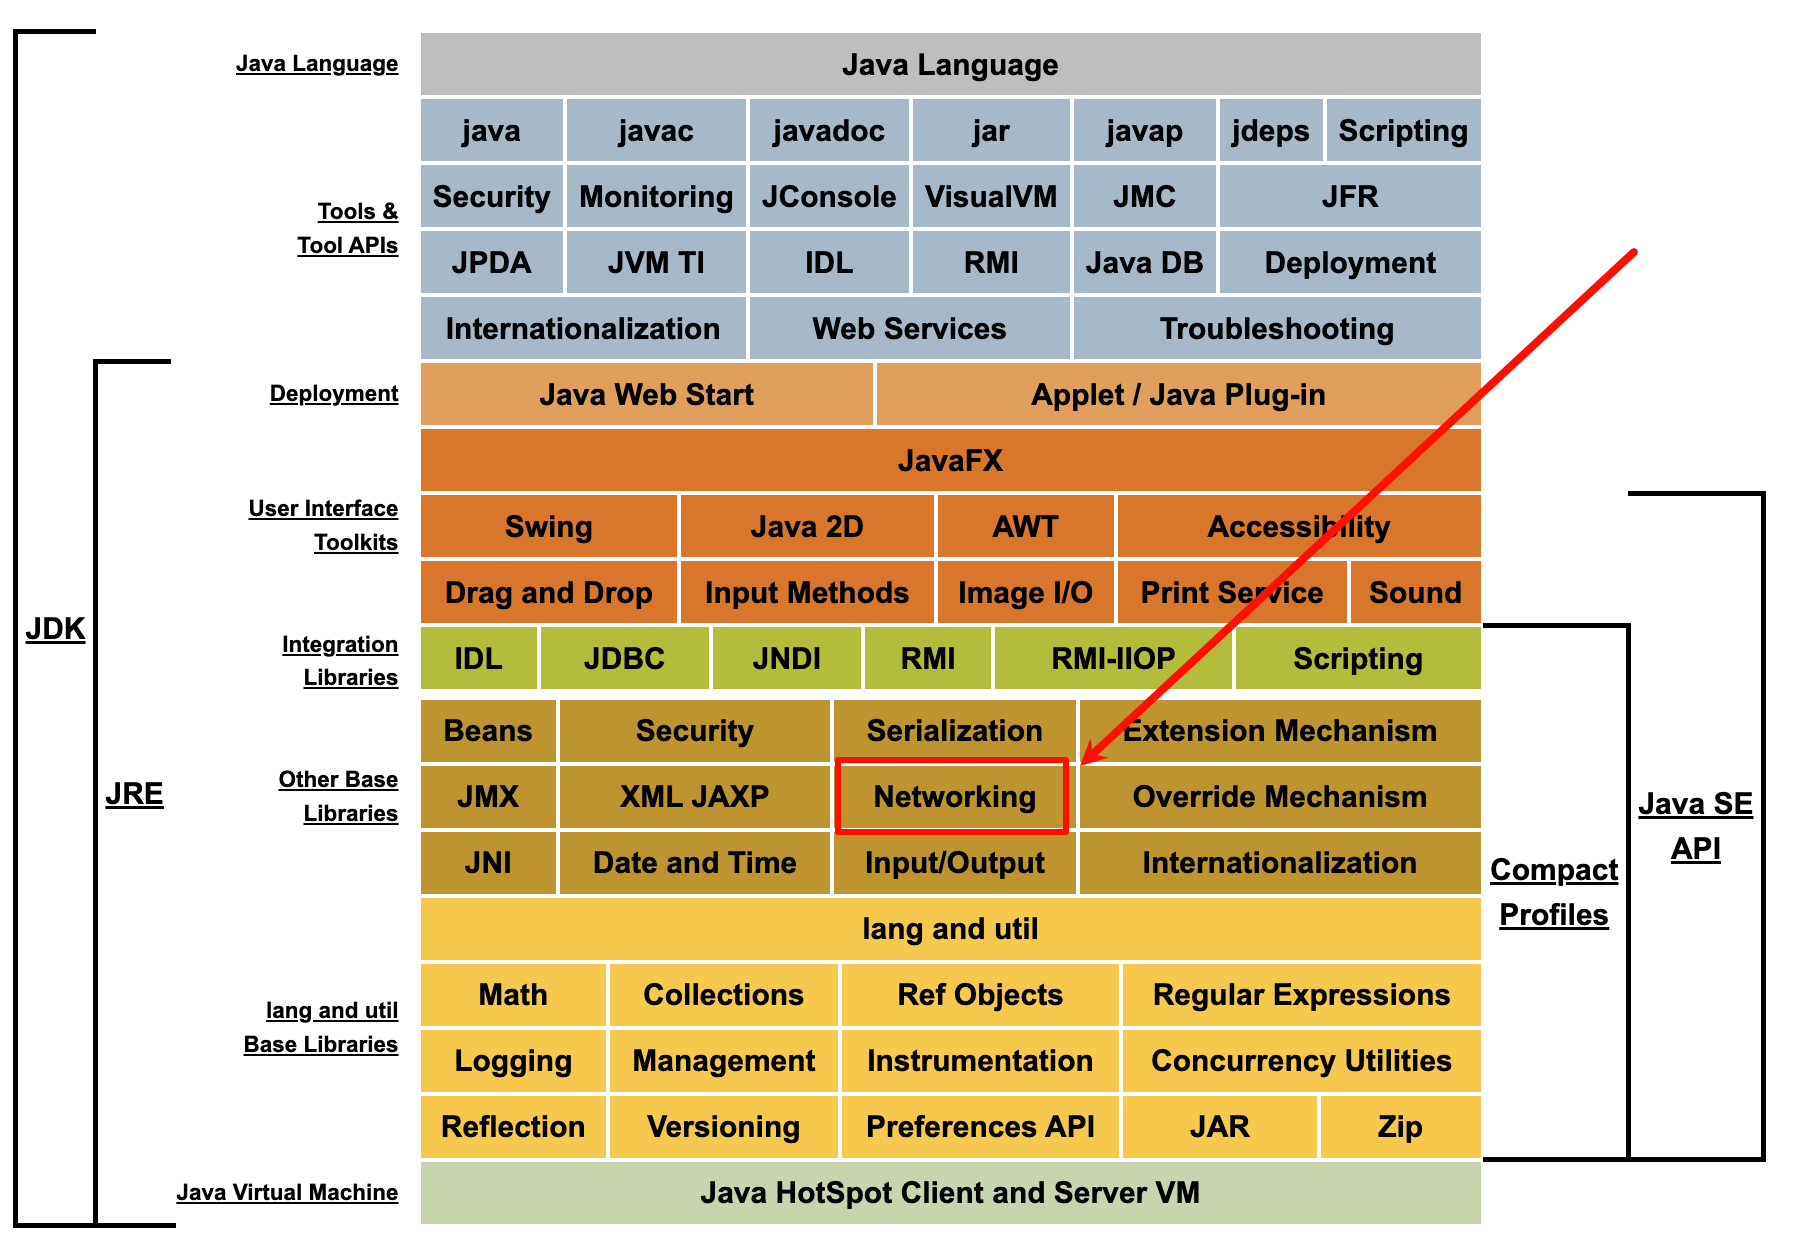 Java Language
Java Language
java javac javadoc jar javap jdeps Scripting
Tools &
Tool APIs
Security Monitoring JConsole VisualVM JMC JFR
JPDA JVM TI IDL RMI Java DB Deployment
Internationalization Web Services Troubleshooting
Deployment
Java Web Start Applet / Java Plug-in
JavaFX
User Interface
Toolkits
Swing Java 2D AWT Accessibility
Drag and Drop Input Methods Image I/O Print Service Sound
JDK
Integration
Libraries
IDL JDBC JNDI RMI RMI-IIOP Scripting
Beans Security Serialization Extension Mechanism
JRE
Other Base
Libraries
JMX XML JAXP Networking Override Mechanism
Java SE
API
JNI Date and Time Input/Output Internationalization
Compact
Profiles
lang and util
lang and util
Base Libraries
Math Collections Ref Objects Regular Expressions
Logging Management Instrumentation Concurrency Utilities
Reflection Versioning Preferences API JAR Zip
Java Virtual Machine
Java HotSpot Client and Server VM